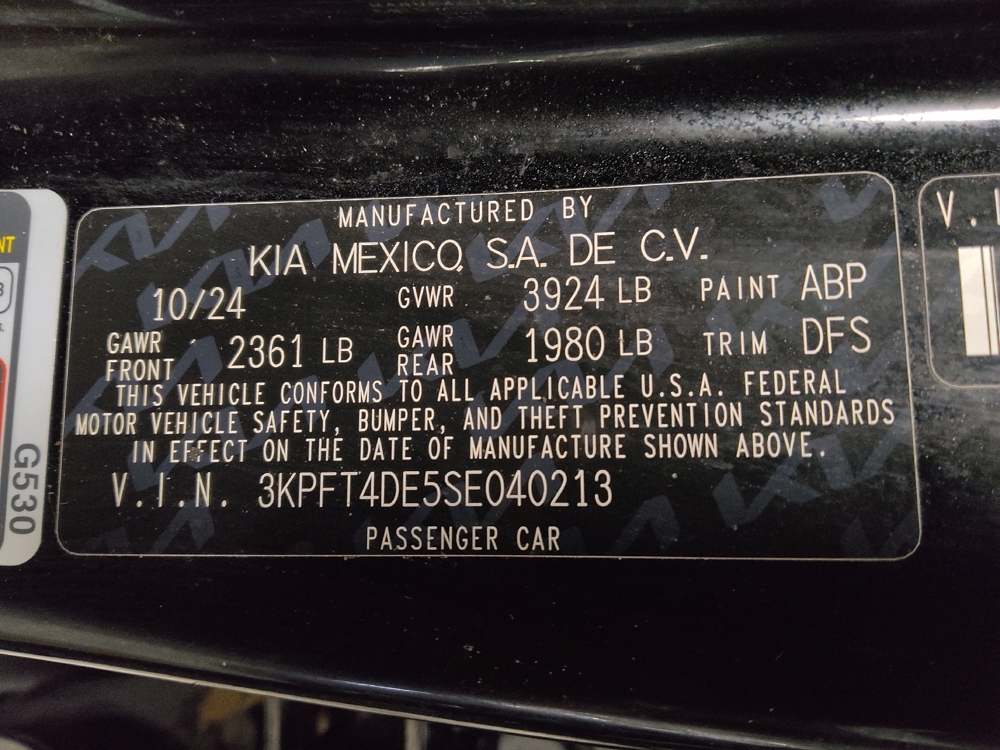 MANUFACTURED BY
KIA MEXICO, S.A. DE C.V.
10/24 GVWR 3924 LB PAINT ABP
GAWR FRONT 2361 LB GAWR REAR 1980 LB TRIM DFS
THIS VEHICLE CONFORMS TO ALL APPLICABLE U.S.A. FEDERAL
MOTOR VEHICLE SAFETY, BUMPER, AND THEFT PREVENTION STANDARDS
IN EFFECT ON THE DATE OF MANUFACTURE SHOWN ABOVE.
V.I.N. 3KPFT4DE5SE040213
PASSENGER CAR
G530